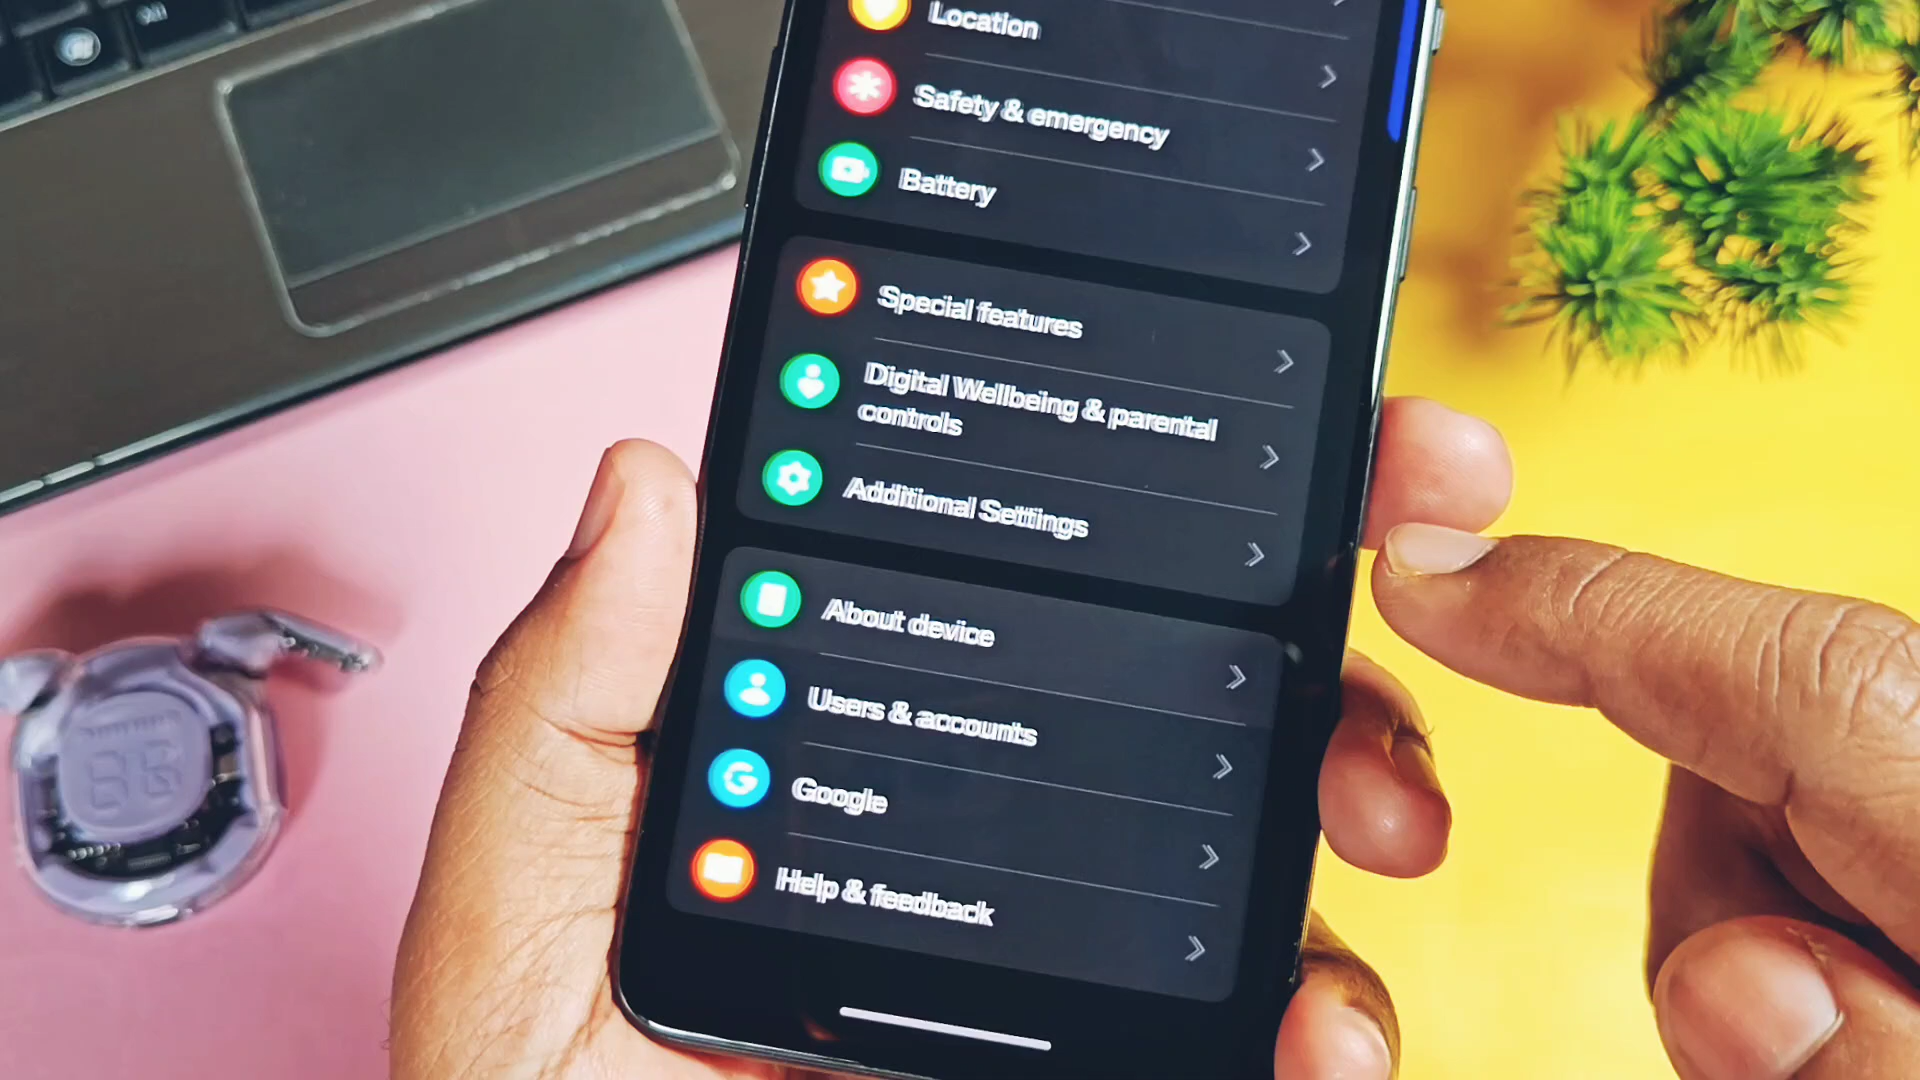 Location
Safety & emergency
Battery
Special features
Digital Wellbeing & parental
controls
Additional Settings
About device
Users & accounts
Google
Help & feedback